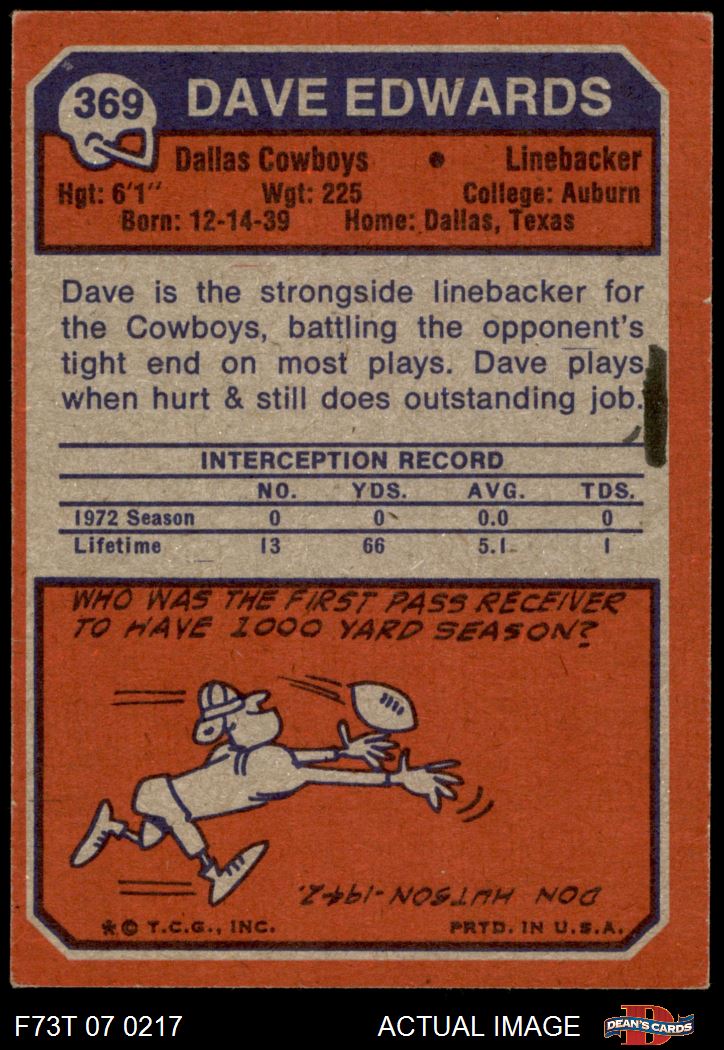 369 DAVE EDWARDS
Dallas Cowboys • Linebacker
Hgt: 6'1" Wgt: 225 College: Auburn
Born: 12-14-39 Home: Dallas, Texas
Dave is the strongside linebacker for
the Cowboys, battling the opponent's
tight end on most plays. Dave plays
when hurt & still does outstanding job.
INTERCEPTION RECORD
NO. YDS. AVG. TDS.
1972 Season 0 0 0.0 0
Lifetime 13 66 5.1 1
WHO WAS THE FIRST PASS RECEIVER
TO HAVE 1000 YARD SEASON?
DON HUTSON-1942.
*© T.C.G., INC. PRTD. IN U.S.A.
F73T 07 0217 ACTUAL IMAGE DEAN'S CARDS